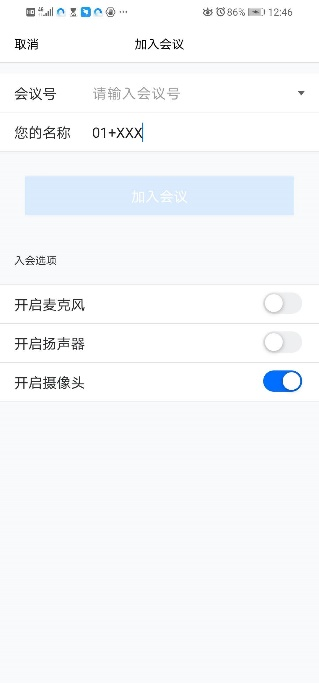 86% 12:46
取消 加入会议
会议号 请输入会议号
您的名称 01+XXX
加入会议
入会选项
开启麦克风
开启扬声器
开启摄像头